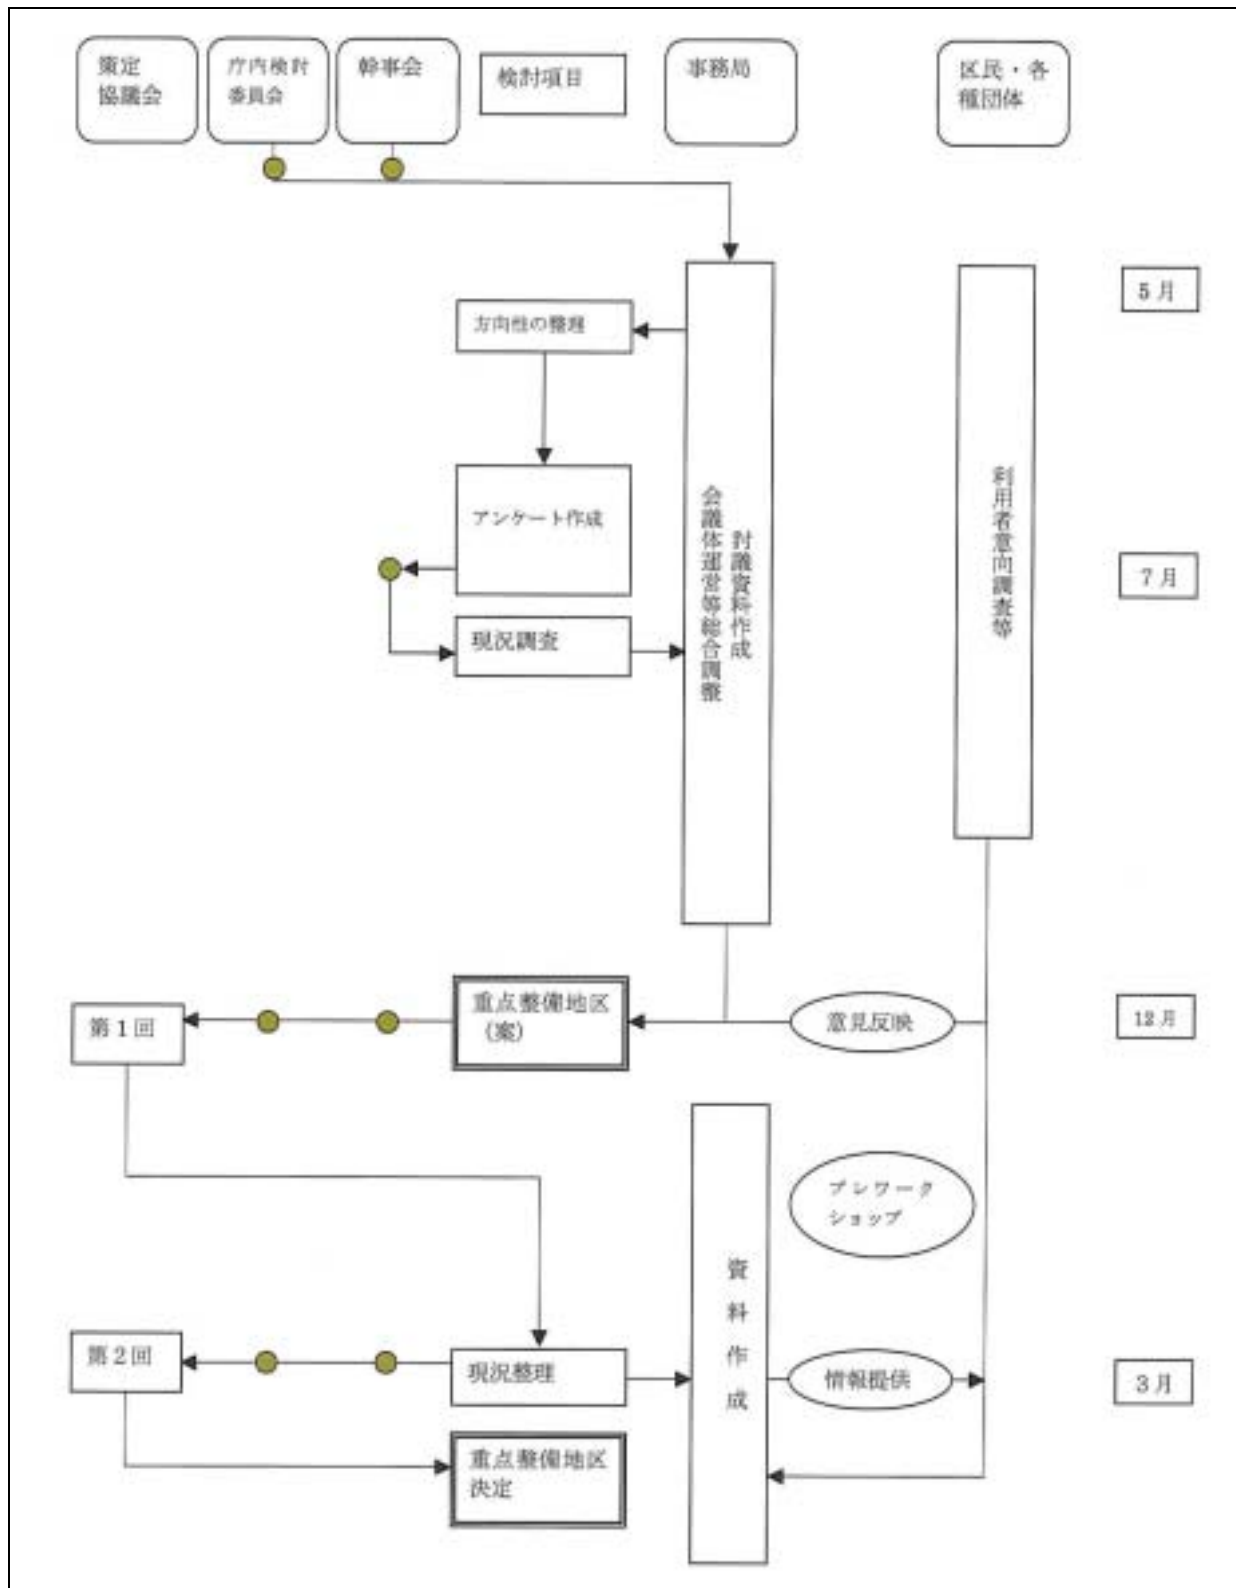 策定
協議会
庁内検討
委員会
幹事会
検討項目
事務局
区民・各
種団体
5月
方向性の整理
アンケート作成
7月
現況調査
討議資料作成
会議体運営等総合調整
利用者意向調査等
重点整備地区
(案)
第1回
意見反映
12月
プレワーク
ショップ
資料作成
第2回
現況整理
情報提供
3月
重点整備地区
決定